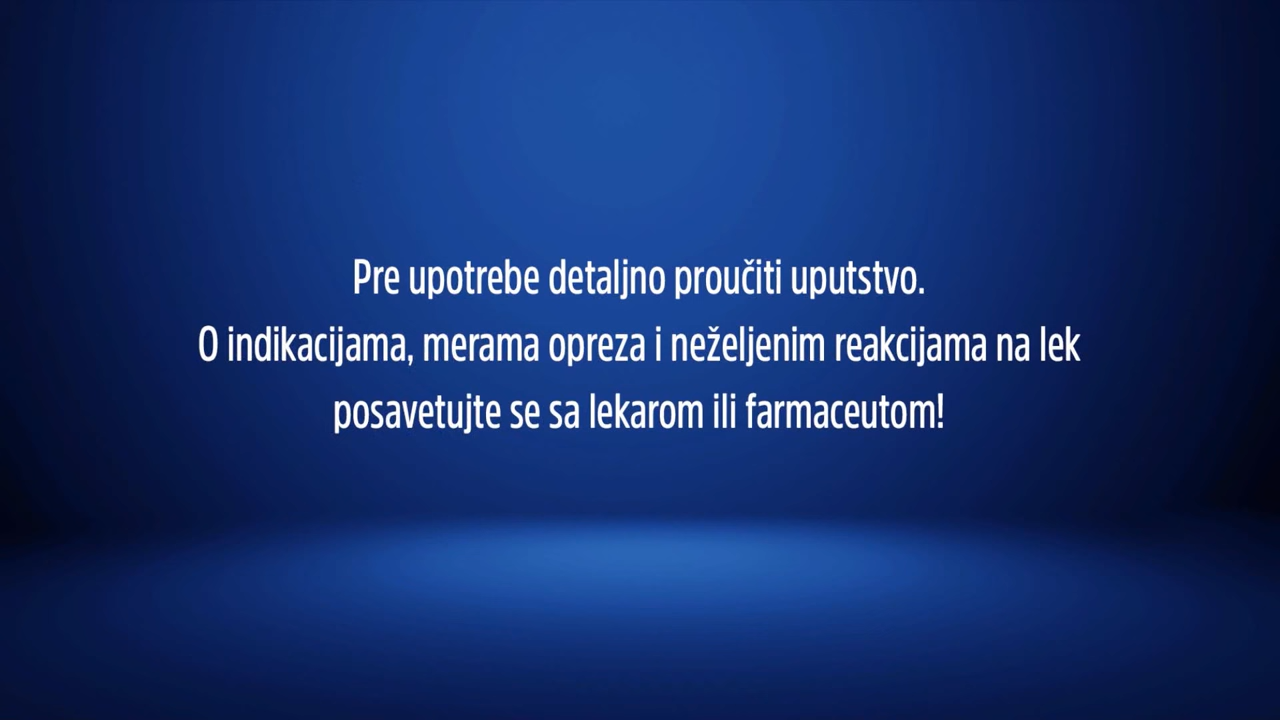 Pre upotrebe detaljno proučiti uputstvo.
O indikacijama, merama opreza i neželjenim reakcijama na lek
posavetujte se sa lekarom ili farmaceutom!